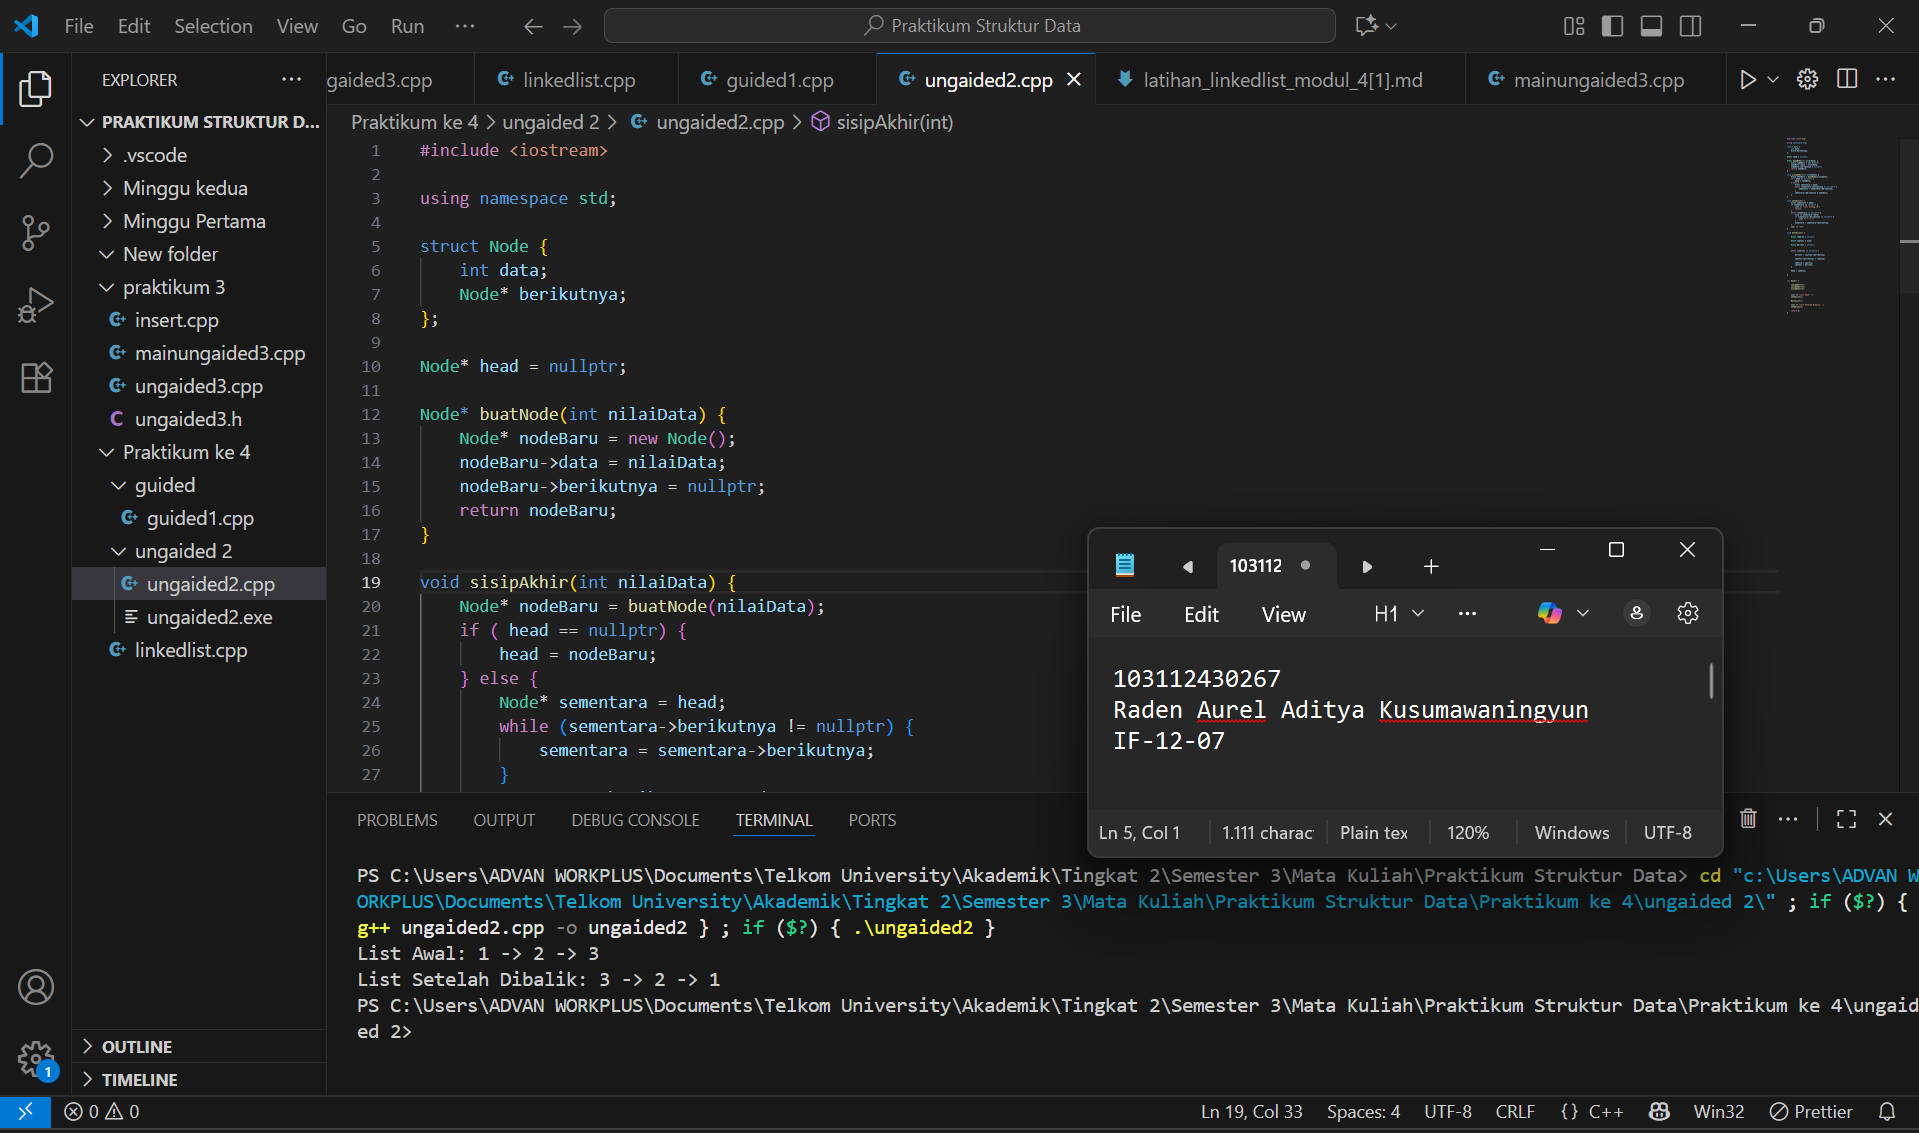 File Edit Selection View Go Run ···
Praktikum Struktur Data
EXPLORER ···
PRAKTIKUM STRUKTUR D...
.vscode
Minggu kedua
Minggu Pertama
New folder
praktikum 3
insert.cpp
mainungaided3.cpp
ungaided3.cpp
C ungaided3.h
Praktikum ke 4
guided
guided1.cpp
ungaided 2
ungaided2.cpp
ungaided2.exe
linkedlist.cpp
OUTLINE
TIMELINE
gaided3.cpp
linkedlist.cpp
guided1.cpp
ungaided2.cpp
latihan_linkedlist_modul_4[1].md
mainungaided3.cpp
Praktikum ke 4 > ungaided 2 > ungaided2.cpp > sisipAkhir(int)
1 #include <iostream>
2
3 using namespace std;
4
5 struct Node {
6     int data;
7     Node* berikutnya;
8 };
9
10 Node* head = nullptr;
11
12 Node* buatNode(int nilaiData) {
13     Node* nodeBaru = new Node();
14     nodeBaru->data = nilaiData;
15     nodeBaru->berikutnya = nullptr;
16     return nodeBaru;
17 }
18
19 void sisipAkhir(int nilaiData) {
20     Node* nodeBaru = buatNode(nilaiData);
21     if ( head == nullptr) {
22         head = nodeBaru;
23     } else {
24         Node* sementara = head;
25         while (sementara->berikutnya != nullptr) {
26             sementara = sementara->berikutnya;
27         }
103112
File Edit View H1 ···
103112430267
Raden Aurel Aditya Kusumawaningyun
IF-12-07
Ln 5, Col 1 1.111 charac Plain tex 120% Windows UTF-8
PROBLEMS OUTPUT DEBUG CONSOLE TERMINAL PORTS
PS C:\Users\ADVAN WORKPLUS\Documents\Telkom University\Akademik\Tingkat 2\Semester 3\Mata Kuliah\Praktikum Struktur Data> cd "c:\Users\ADVAN W
ORKPLUS\Documents\Telkom University\Akademik\Tingkat 2\Semester 3\Mata Kuliah\Praktikum Struktur Data\Praktikum ke 4\ungaided 2\" ; if ($?) {
g++ ungaided2.cpp -o ungaided2 } ; if ($?) { .\ungaided2 }
List Awal: 1 -> 2 -> 3
List Setelah Dibalik: 3 -> 2 -> 1
PS C:\Users\ADVAN WORKPLUS\Documents\Telkom University\Akademik\Tingkat 2\Semester 3\Mata Kuliah\Praktikum Struktur Data\Praktikum ke 4\ungaid
ed 2>
1
0 0
Ln 19, Col 33 Spaces: 4 UTF-8 CRLF {} C++ Win32 Prettier